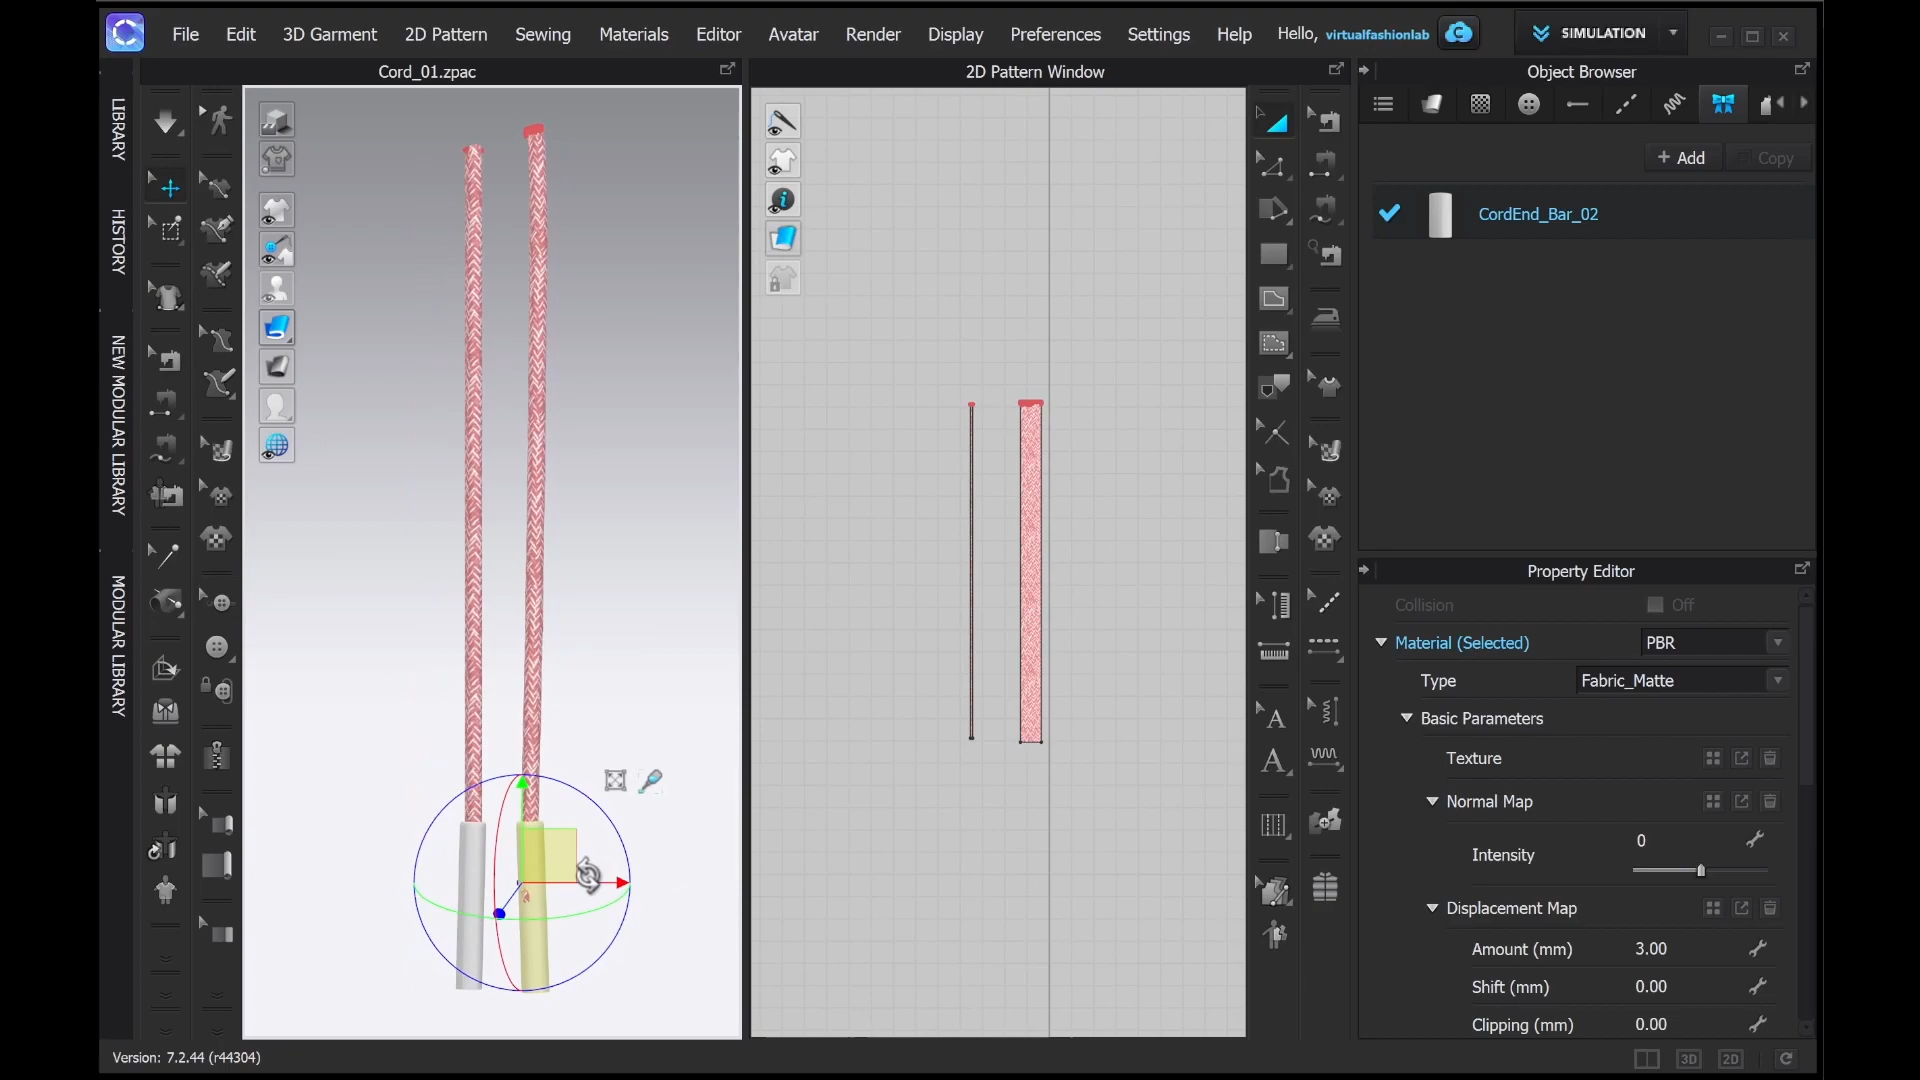 File Edit 3D Garment 2D Pattern Sewing Materials Editor Avatar Render Display Preferences Settings Help Hello, virtualfashionlab SIMULATION
Cord_01.zpac
2D Pattern Window
Object Browser
LIBRARY
HISTORY
NEW MODULAR LIBRARY
MODULAR LIBRARY
+ Add
Copy
CordEnd_Bar_02
Property Editor
Collision Off
Material (Selected) PBR
Type Fabric_Matte
Basic Parameters
Texture
Normal Map
Intensity 0
Displacement Map
Amount (mm) 3.00
Shift (mm) 0.00
Clipping (mm) 0.00
A
A
Version: 7.2.44 (r44304)
3D 2D